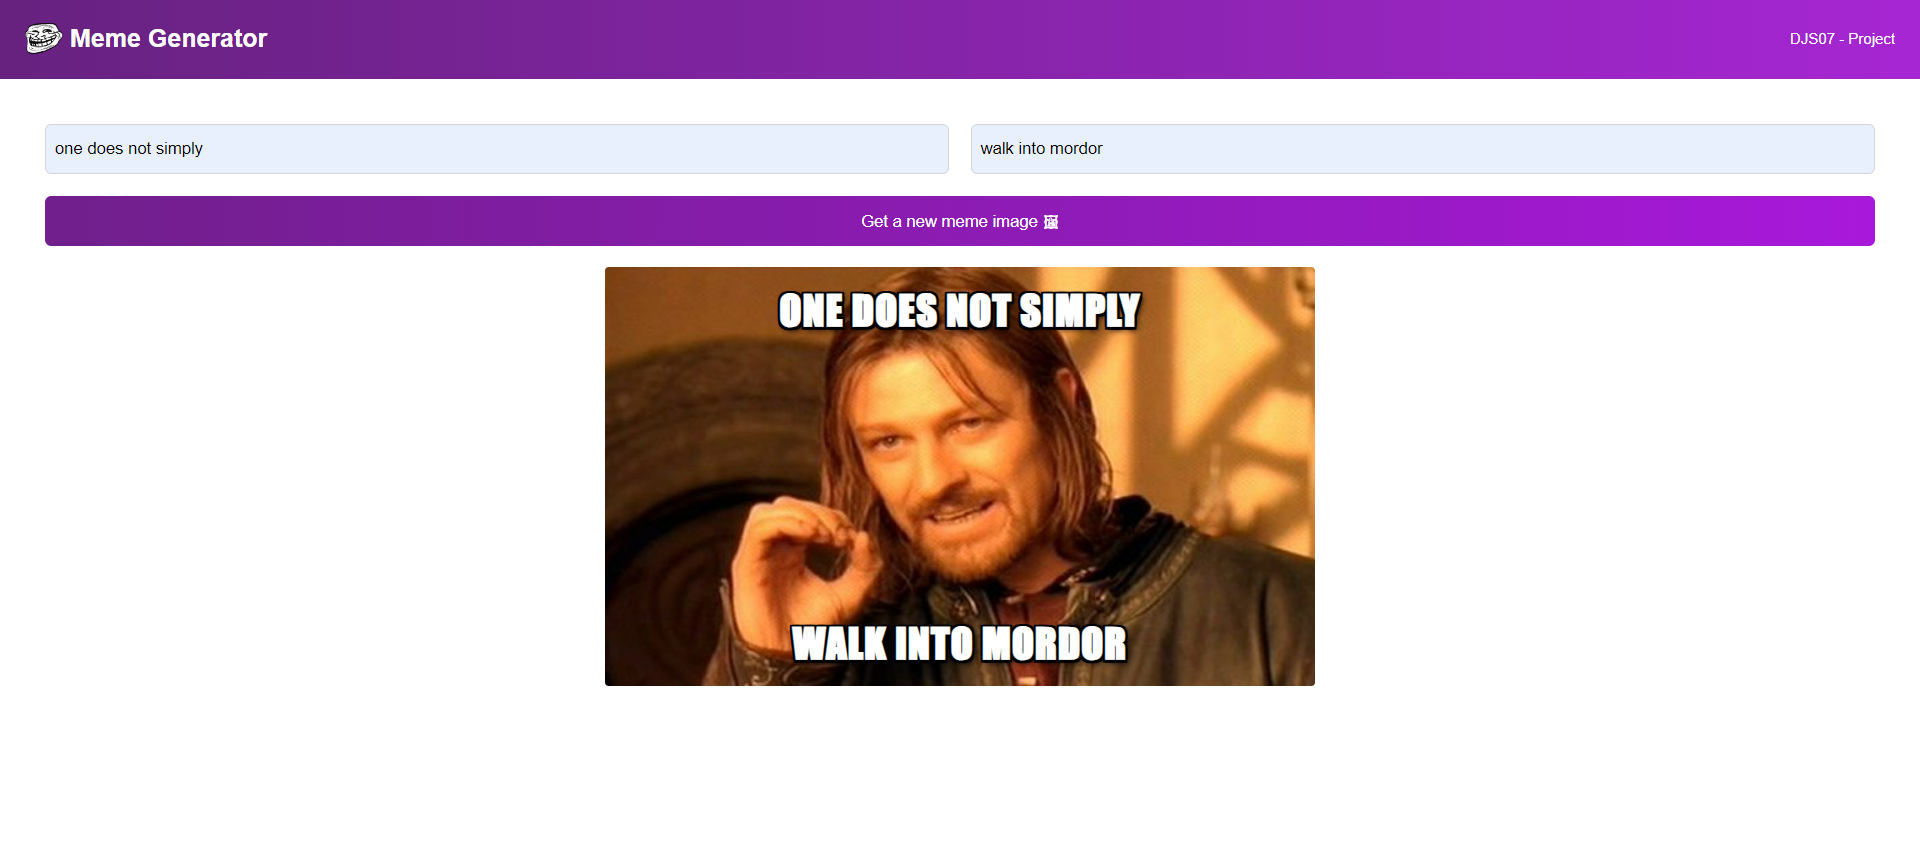 Meme Generator
DJS07 - Project
one does not simply
walk into mordor
Get a new meme image 🖼
ONE DOES NOT SIMPLY
WALK INTO MORDOR